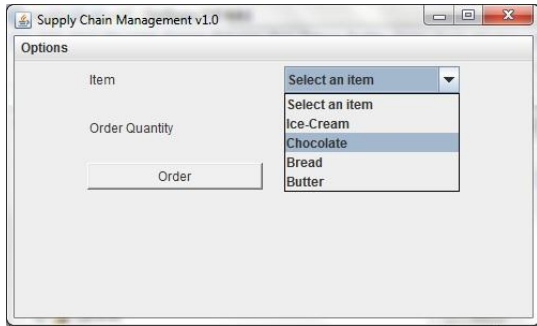 Supply Chain Management v1.0
Options
Item
Select an item
Select an item
Ice-Cream
Order Quantity
Chocolate
Bread
Order
Butter